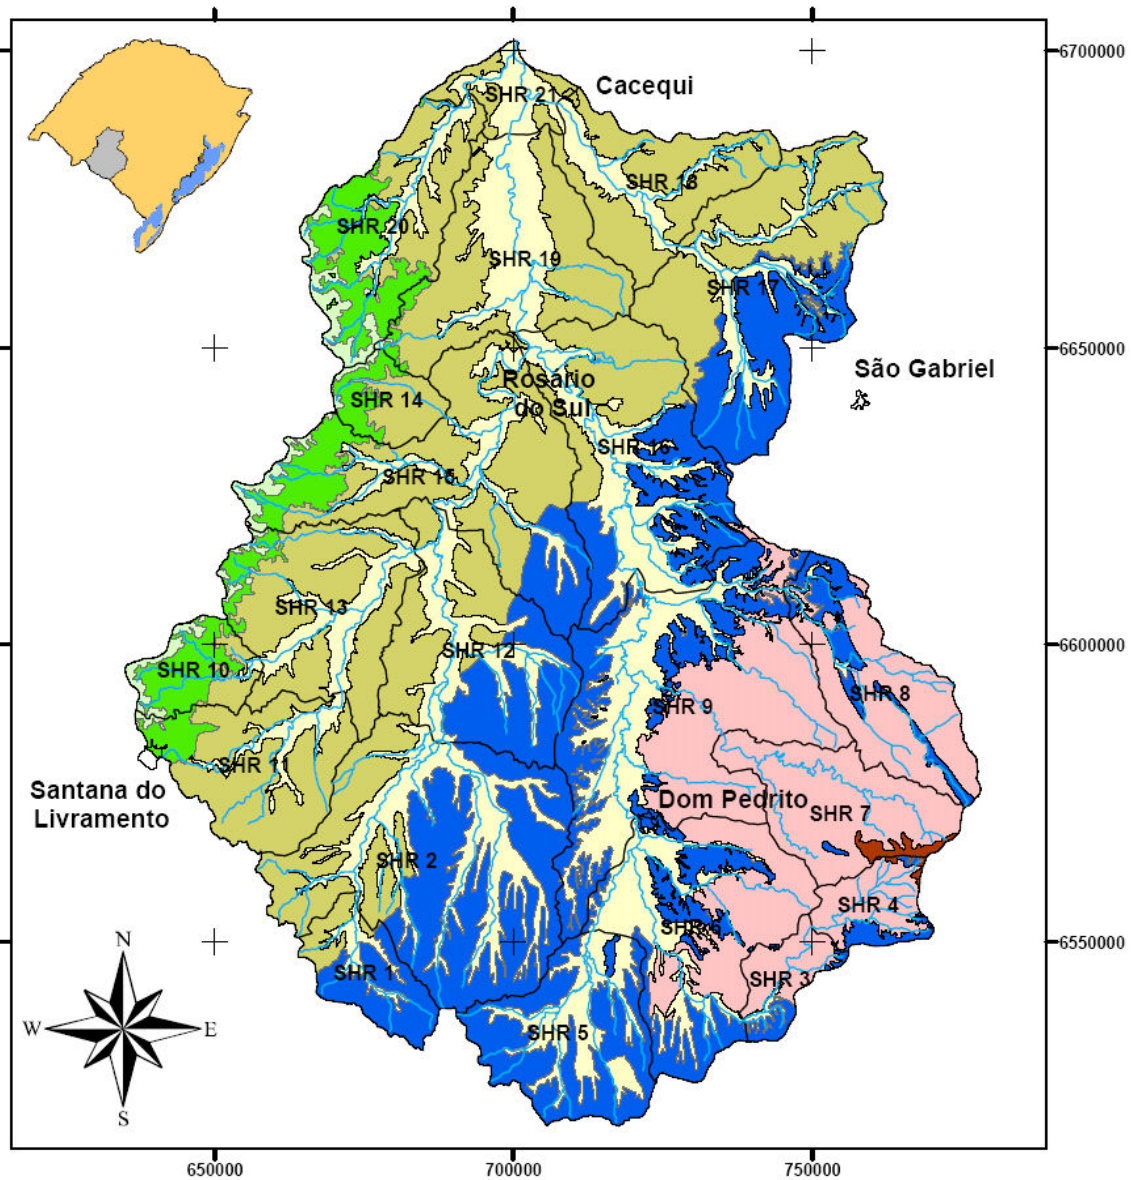 6700000
Cacequi
SHR 21
SHR 18
SHR 20
SHR 19
SHR 17
6650000
São Gabriel
Rosário
do Sul
SHR 14
SHR 16
SHR 15
SHR 13
6600000
SHR 12
SHR 10
SHR 8
SHR 9
SHR 11
Santana do
Livramento
Dom Pedrito
SHR 7
SHR 2
SHR 4
SHR 6
6550000
N
SHR 1
SHR 3
W
E
SHR 5
S
650000
700000
750000